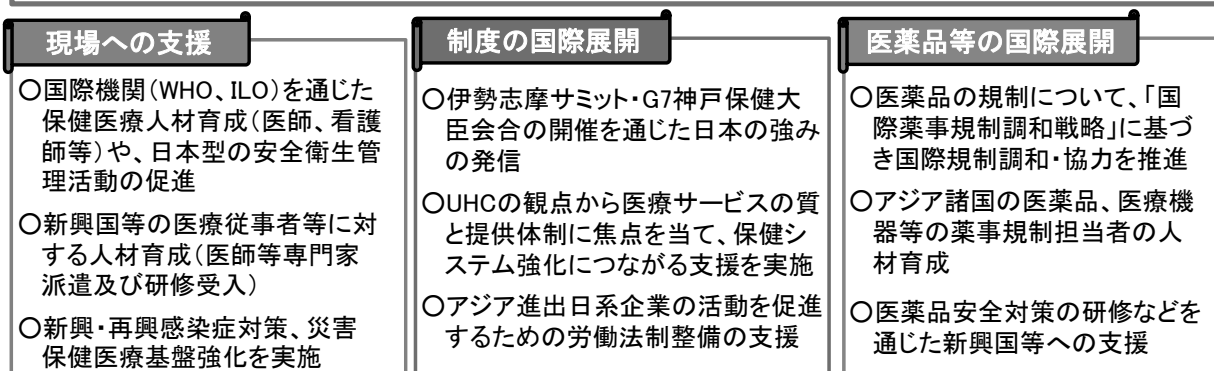 現場への支援
○国際機関(WHO、ILO)を通じた
保健医療人材育成(医師、看護
師等)や、日本型の安全衛生管
理活動の促進
○新興国等の医療従事者等に対
する人材育成(医師等専門家
派遣及び研修受入)
○新興・再興感染症対策、災害
保健医療基盤強化を実施
制度の国際展開
○伊勢志摩サミット・G7神戸保健大
臣会合の開催を通じた日本の強み
の発信
○UHCの観点から医療サービスの質
と提供体制に焦点を当て、保健シ
ステム強化につながる支援を実施
○アジア進出日系企業の活動を促進
するための労働法制整備の支援
医薬品等の国際展開
○医薬品の規制について、「国
際薬事規制調和戦略」に基づ
き国際規制調和・協力を推進
○アジア諸国の医薬品、医療機
器等の薬事規制担当者の人
材育成
○医薬品安全対策の研修などを
通じた新興国等への支援